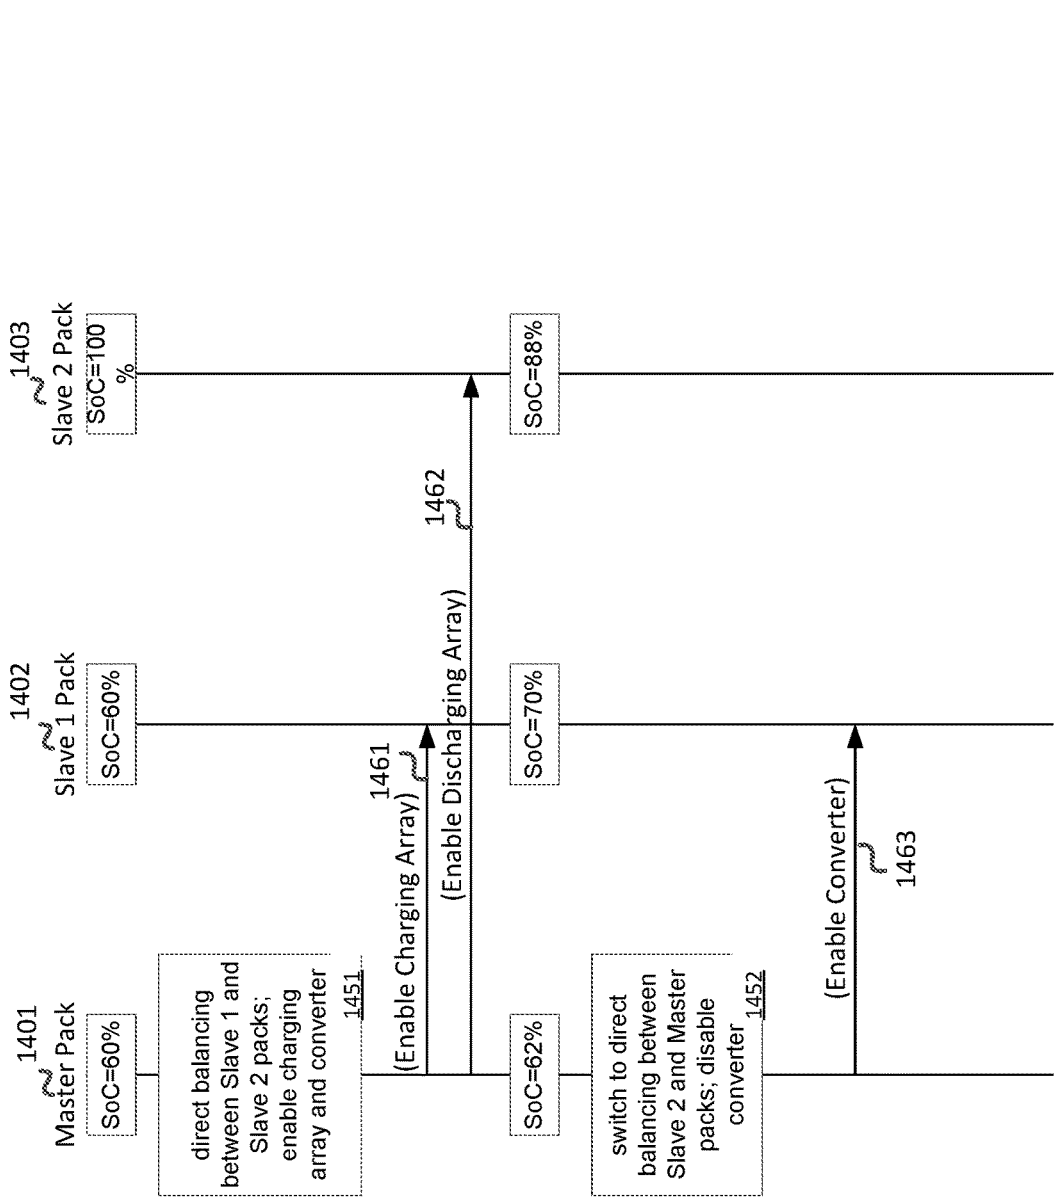 1401
Master Pack
1402
Slave 1 Pack
1403
Slave 2 Pack
SoC=60%
SoC=60%
SoC=100
%
direct balancing
between Slave 1 and
Slave 2 packs;
enable charging
array and converter
1451
(Enable Charging Array)
1461
(Enable Discharging Array)
1462
SoC=62%
SoC=70%
SoC=88%
switch to direct
balancing between
Slave 2 and Master
packs; disable
converter
1452
(Enable Converter)
1463